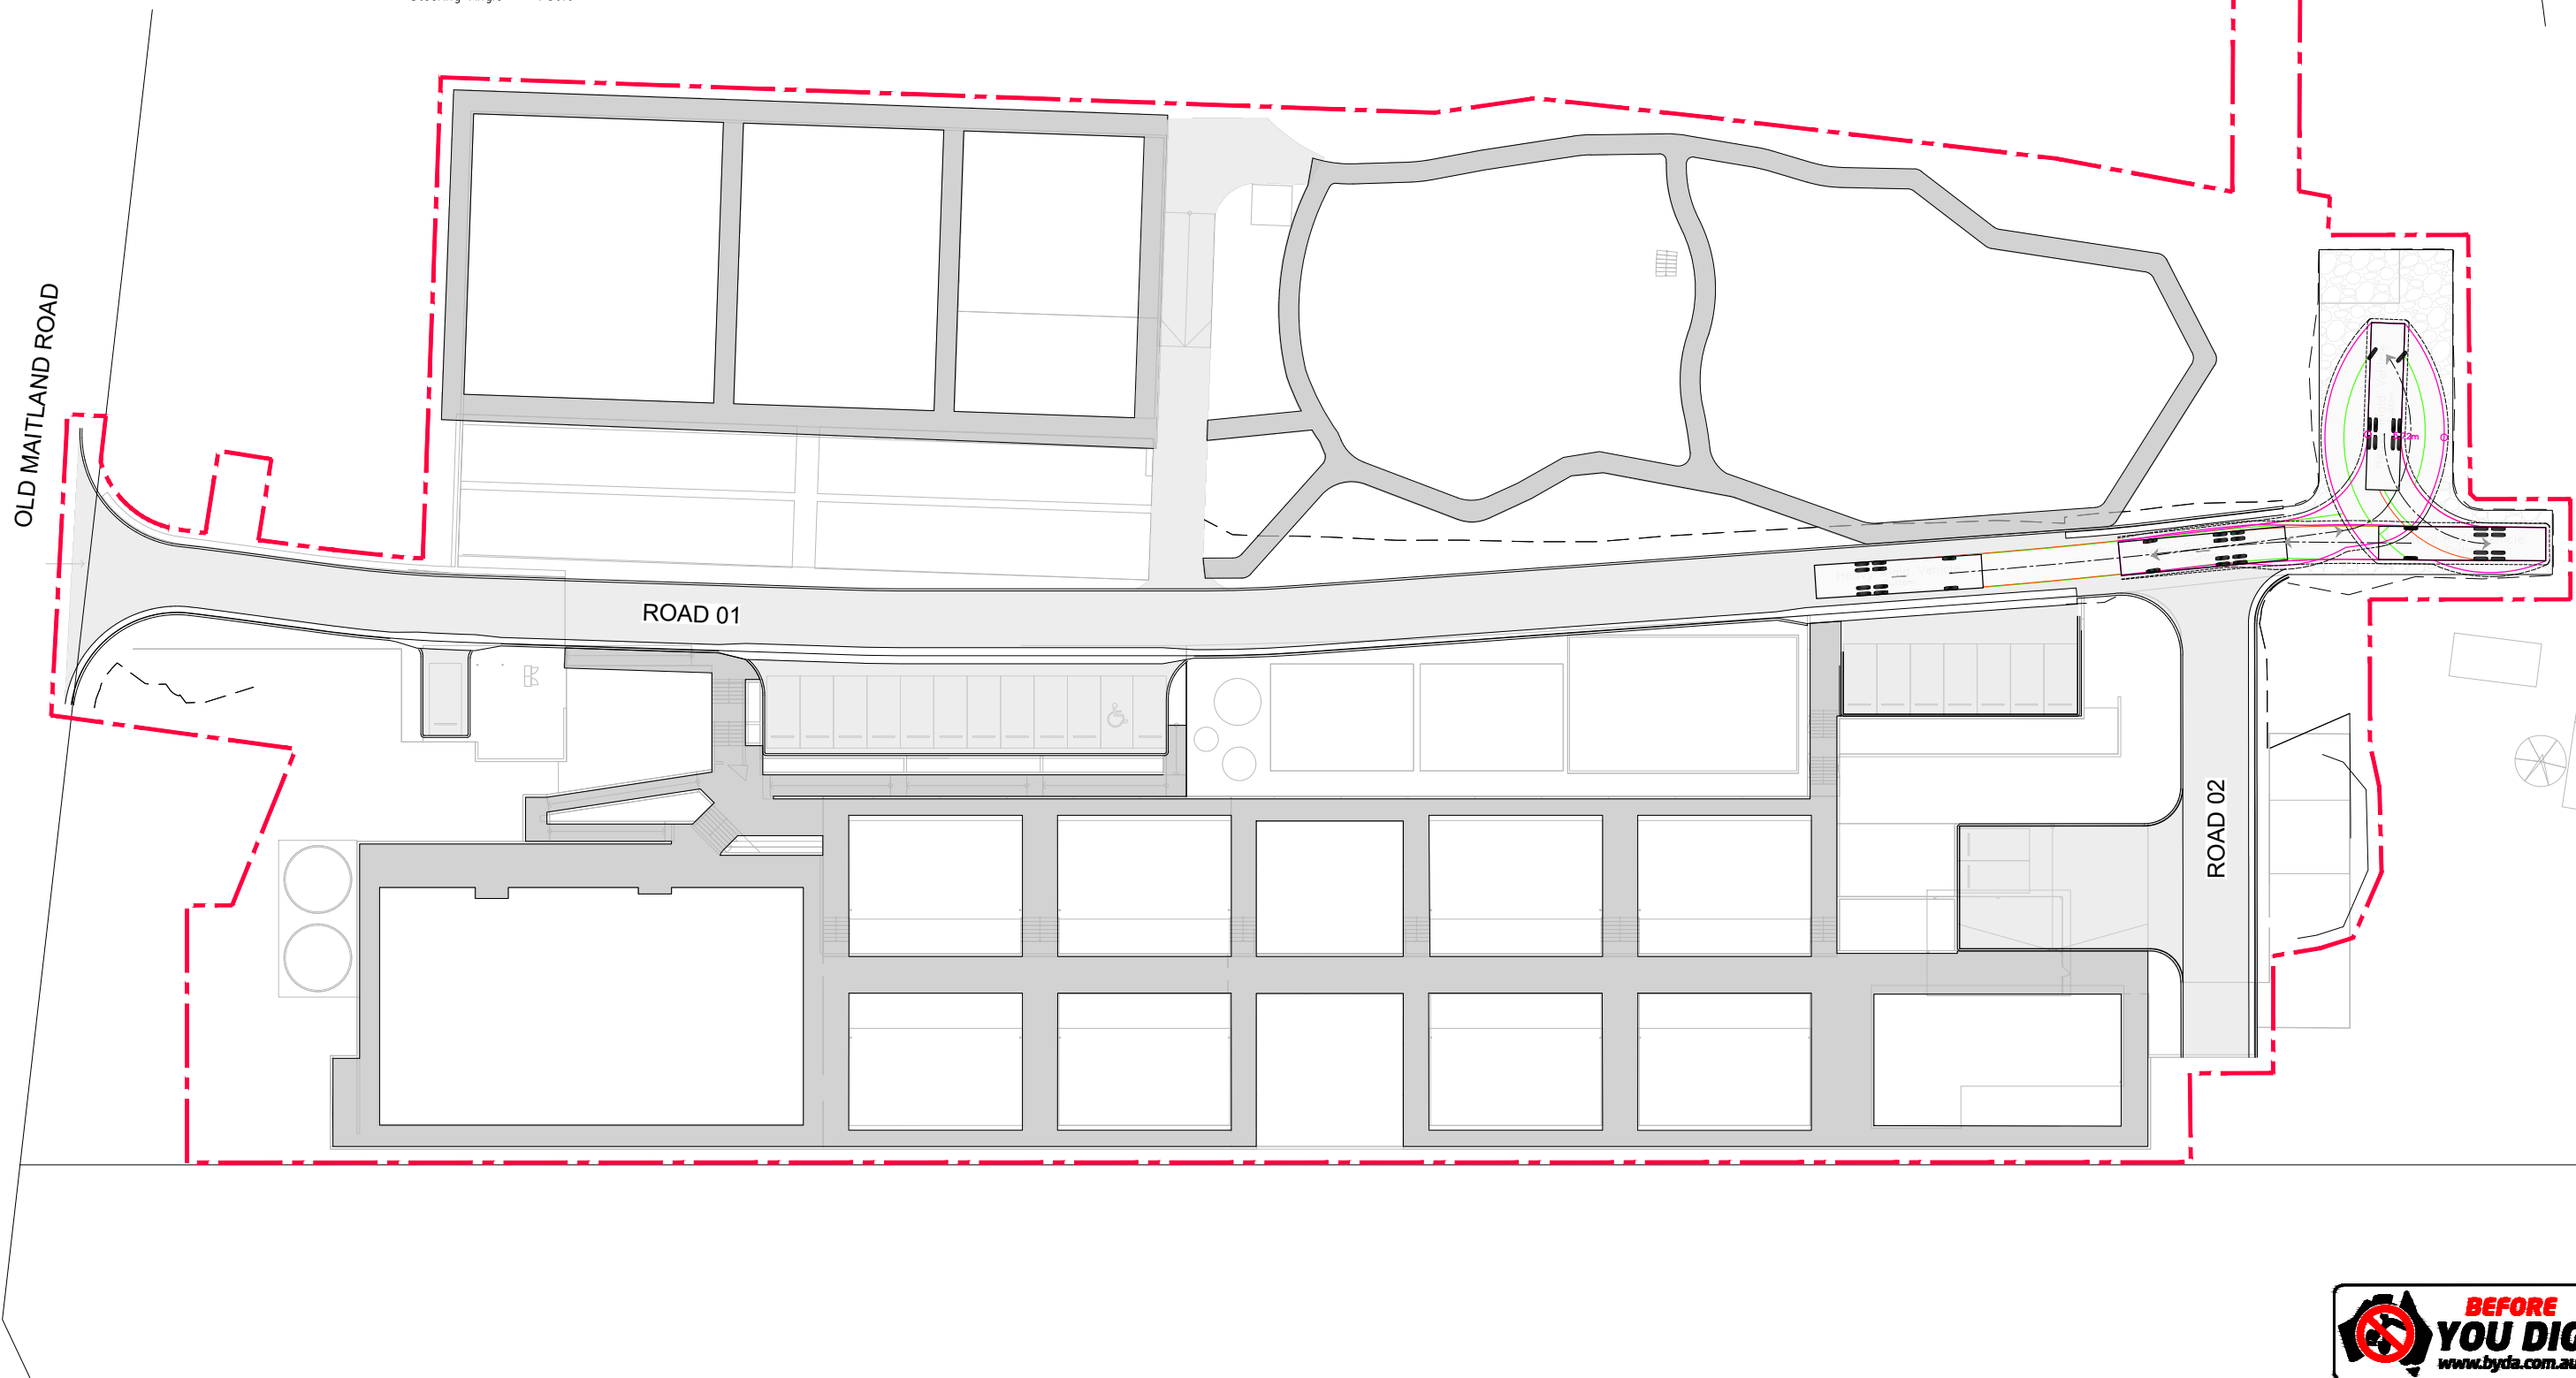 OLD MAITLAND ROAD
ROAD 01
ROAD 02
BEFORE
YOU DIG
www.byda.com.au